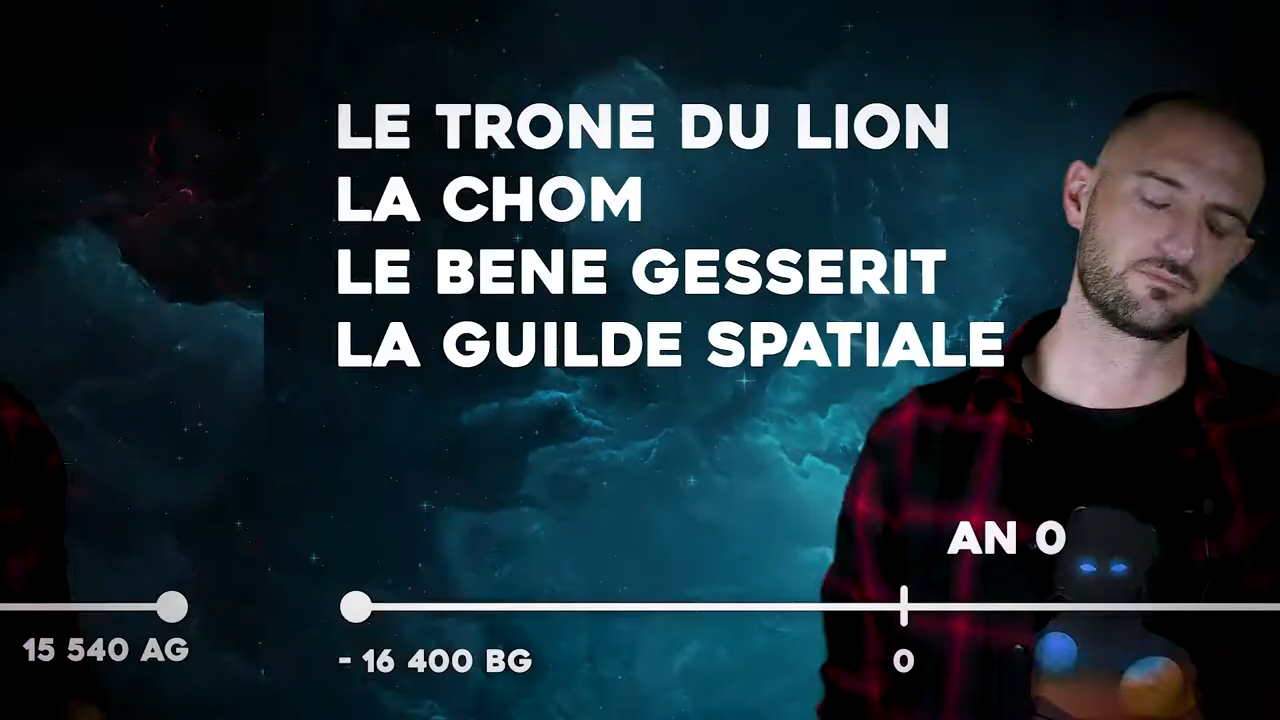 LE TRONE DU LION
LA CHOM
LE BENE GESSERIT
LA GUILDE SPATIALE
AN 0
15 540 AG
- 16 400 BG
0